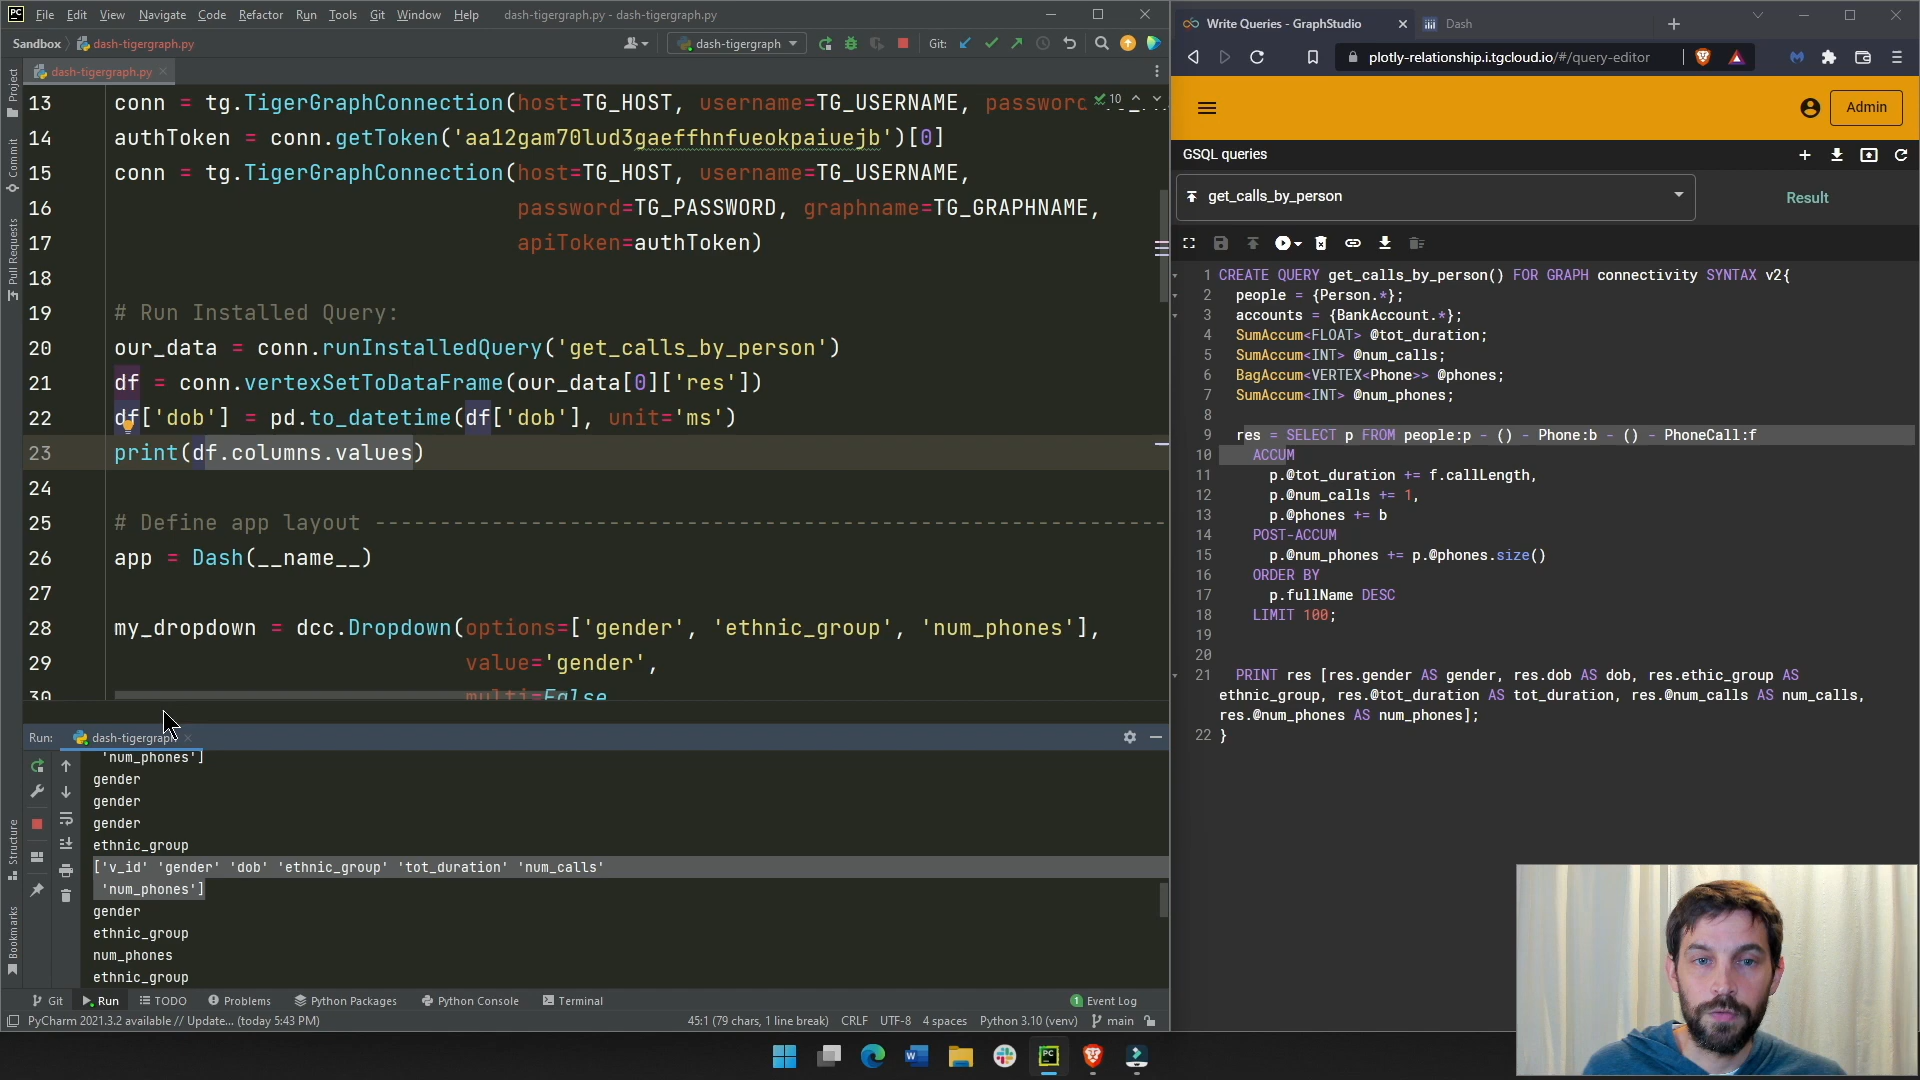 File Edit View Navigate Code Refactor Run Tools Git Window Help dash-tigergraph.py - dash-tigergraph.py
Sandbox dash-tigergraph.py
dash-tigergraph Git:
dash-tigergraph.py
Project
Commit
Pull Requests
Structure
Bookmarks
10
13 conn = tg.TigerGraphConnection(host=TG_HOST, username=TG_USERNAME, password
14 authToken = conn.getToken('aa12gam70lud3gaeffhnfueokpaiuejb')[0]
15 conn = tg.TigerGraphConnection(host=TG_HOST, username=TG_USERNAME,
16 password=TG_PASSWORD, graphname=TG_GRAPHNAME,
17 apiToken=authToken)
18
19 # Run Installed Query:
20 our_data = conn.runInstalledQuery('get_calls_by_person')
21 df = conn.vertexSetToDataFrame(our_data[0]['res'])
22 df['dob'] = pd.to_datetime(df['dob'], unit='ms')
23 print(df.columns.values)
24
25 # Define app layout ----------------------------------------------------------------
26 app = Dash(__name__)
27
28 my_dropdown = dcc.Dropdown(options=['gender', 'ethnic_group', 'num_phones'],
29 value='gender',
30 multi=False
Run: dash-tigergraph
'num_phones']
gender
gender
gender
ethnic_group
['v_id' 'gender' 'dob' 'ethnic_group' 'tot_duration' 'num_calls'
'num_phones']
gender
ethnic_group
num_phones
ethnic_group
Git Run TODO Problems Python Packages Python Console Terminal 1 Event Log
PyCharm 2021.3.2 available // Update... (today 5:43 PM) 45:1 (79 chars, 1 line break) CRLF UTF-8 4 spaces Python 3.10 (venv) main
Write Queries - GraphStudio Dash
plotly-relationship.i.tgcloud.io/#/query-editor
Admin
GSQL queries
get_calls_by_person Result
1 CREATE QUERY get_calls_by_person() FOR GRAPH connectivity SYNTAX v2{
2 people = {Person.*};
3 accounts = {BankAccount.*};
4 SumAccum<FLOAT> @tot_duration;
5 SumAccum<INT> @num_calls;
6 BagAccum<VERTEX<Phone>> @phones;
7 SumAccum<INT> @num_phones;
8
9 res = SELECT p FROM people:p - () - Phone:b - () - PhoneCall:f
10 ACCUM
11 p.@tot_duration += f.callLength,
12 p.@num_calls += 1,
13 p.@phones += b
14 POST-ACCUM
15 p.@num_phones += p.@phones.size()
16 ORDER BY
17 p.fullName DESC
18 LIMIT 100;
19
20
21 PRINT res [res.gender AS gender, res.dob AS dob, res.ethic_group AS
ethnic_group, res.@tot_duration AS tot_duration, res.@num_calls AS num_calls,
res.@num_phones AS num_phones];
22 }